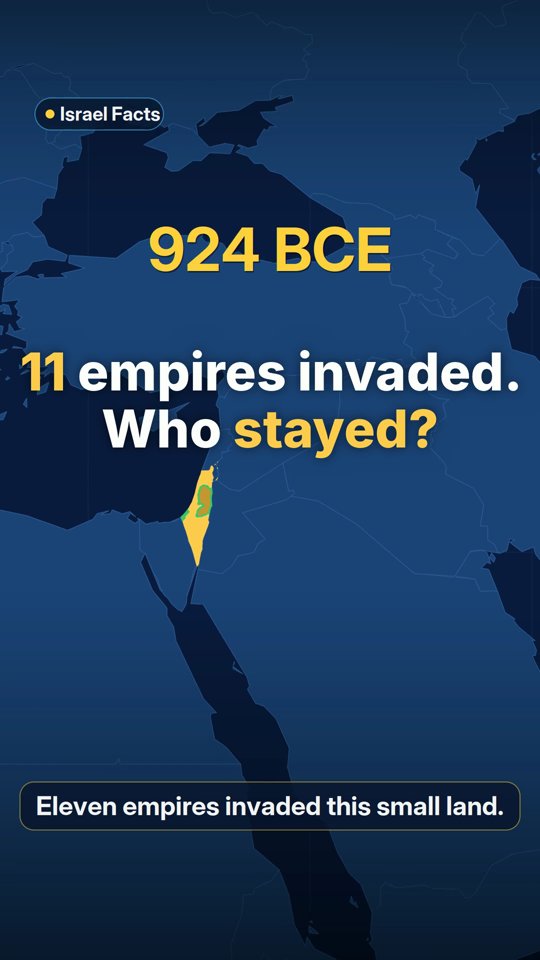 Israel Facts
924 BCE
11 empires invaded.
Who stayed?
Eleven empires invaded this small land.